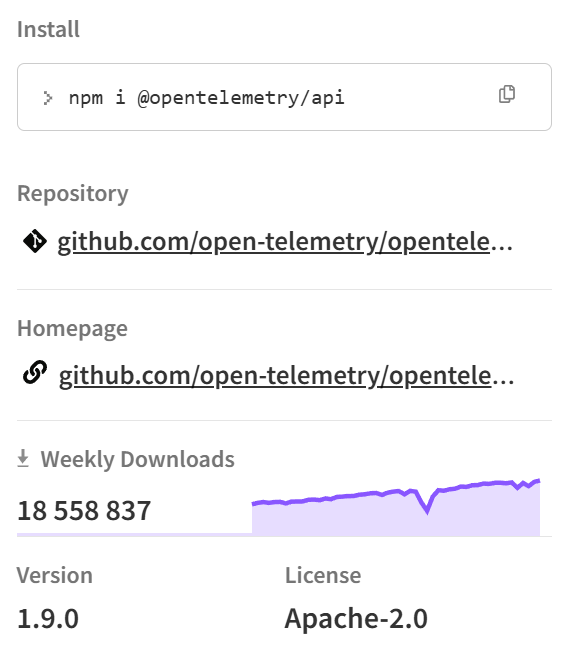 Install
npm i @opentelemetry/api
Repository
github.com/open-telemetry/opentele...
Homepage
github.com/open-telemetry/opentele...
Weekly Downloads
18 558 837
Version
License
1.9.0
Apache-2.0